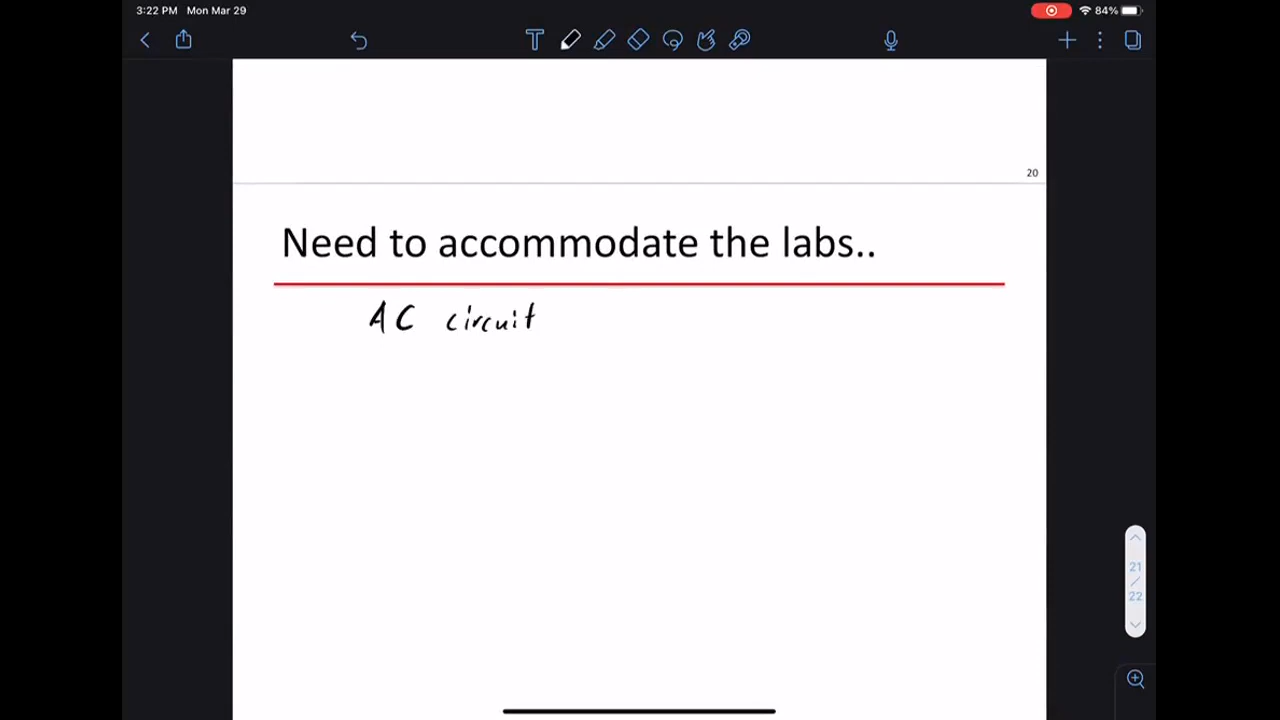 3:22 PM Mon Mar 29
84%
T
20
Need to accommodate the labs..
AC circuit
21
/
22